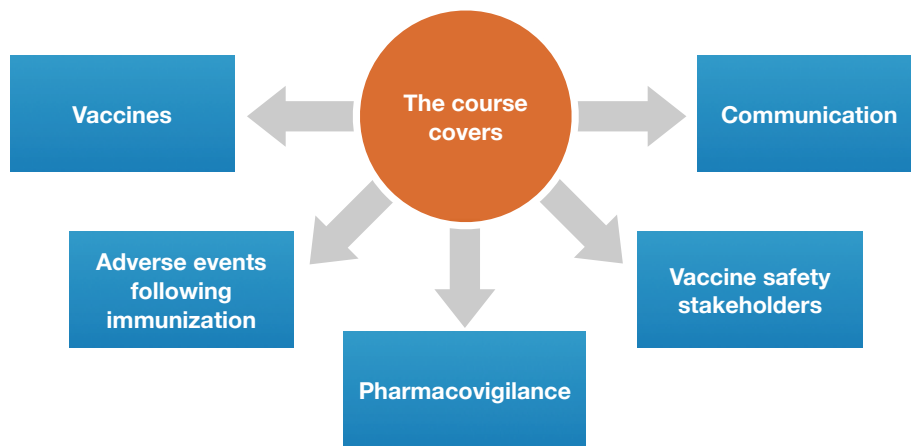 The course
covers
Vaccines
Communication
Adverse events
following
immunization
Vaccine safety
stakeholders
Pharmacovigilance